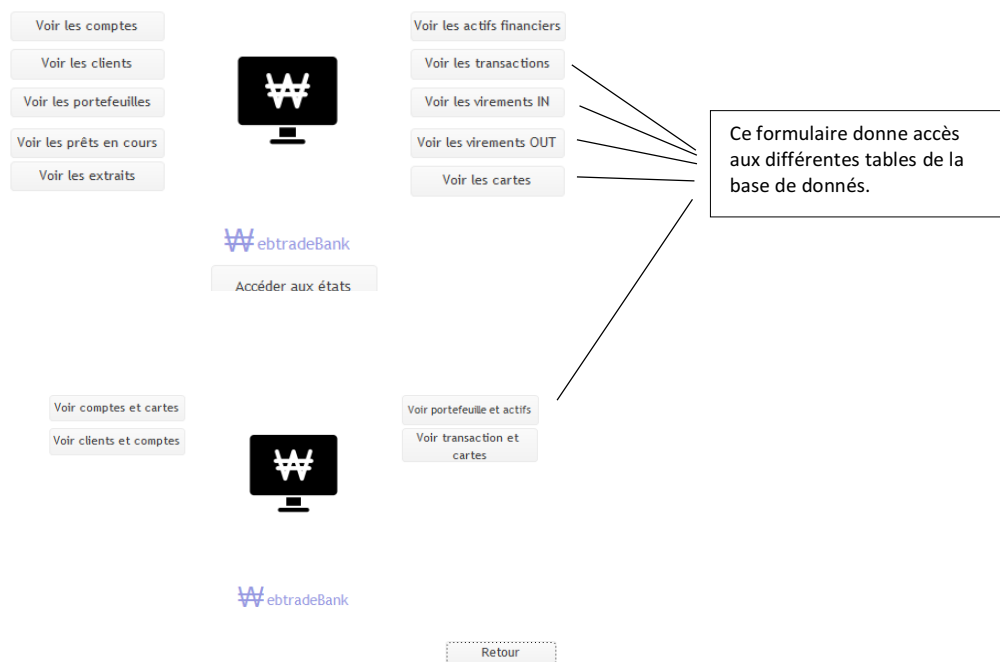 Voir les comptes
Voir les clients
Voir les portefeuilles
Voir les prêts en cours
Voir les extraits
Voir les actifs financiers
Voir les transactions
Voir les virements IN
Voir les virements OUT
Voir les cartes
Ce formulaire donne accès
aux différentes tables de la
base de donnés.
₩
₩ebtradeBank
Accéder aux états
Voir comptes et cartes
Voir clients et comptes
Voir portefeuille et actifs
Voir transaction et
cartes
₩
₩ebtradeBank
Retour